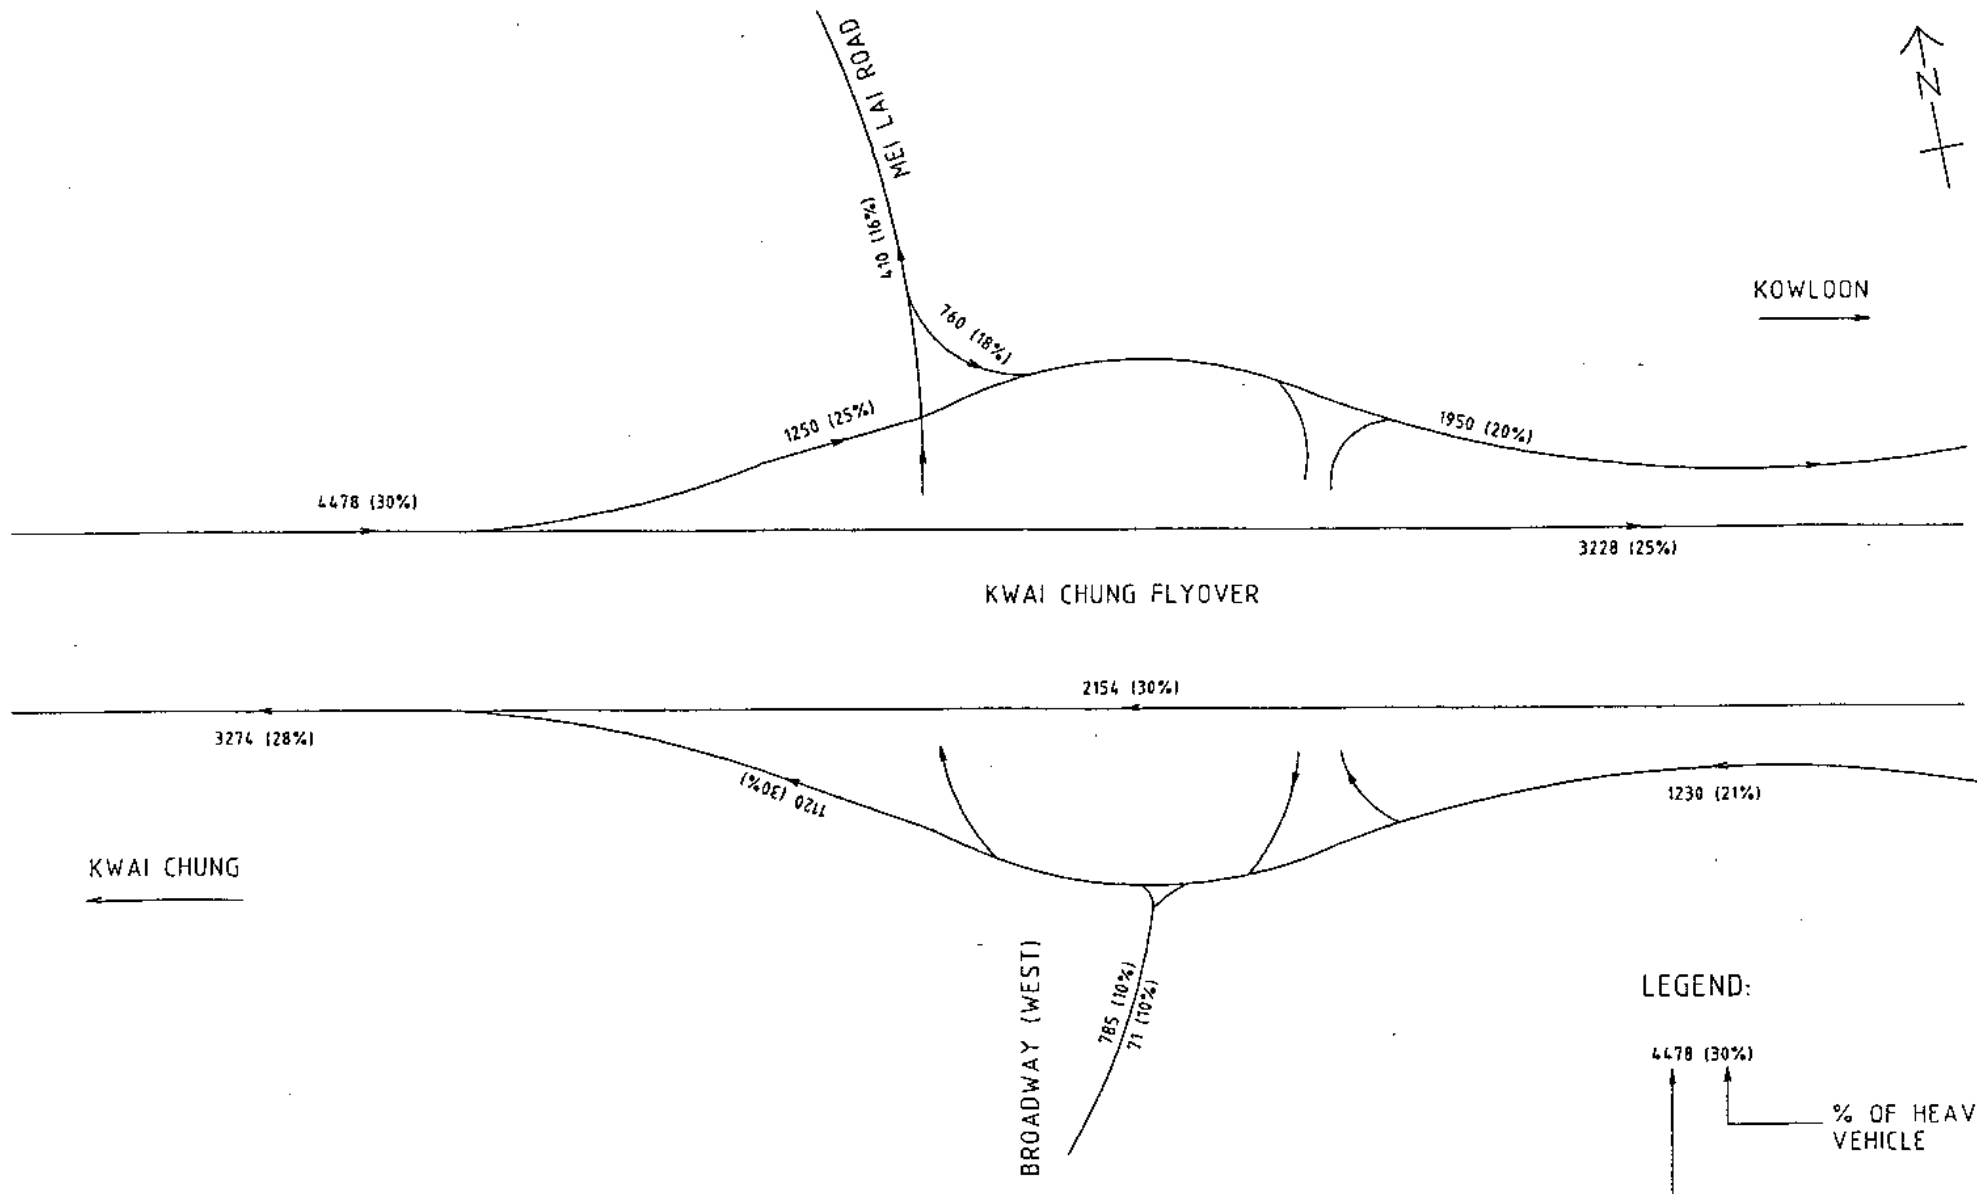 MEI LAI ROAD
N
410 (16%)
KOWLOON
760 (18%)
1250 (25%)
1950 (20%)
4478 (30%)
3228 (25%)
KWAI CHUNG FLYOVER
2154 (30%)
3274 (28%)
1120 (30%)
1230 (21%)
KWAI CHUNG
BROADWAY (WEST)
785 (10%)
71 (10%)
LEGEND:
4478 (30%)
% OF HEAV
VEHICLE